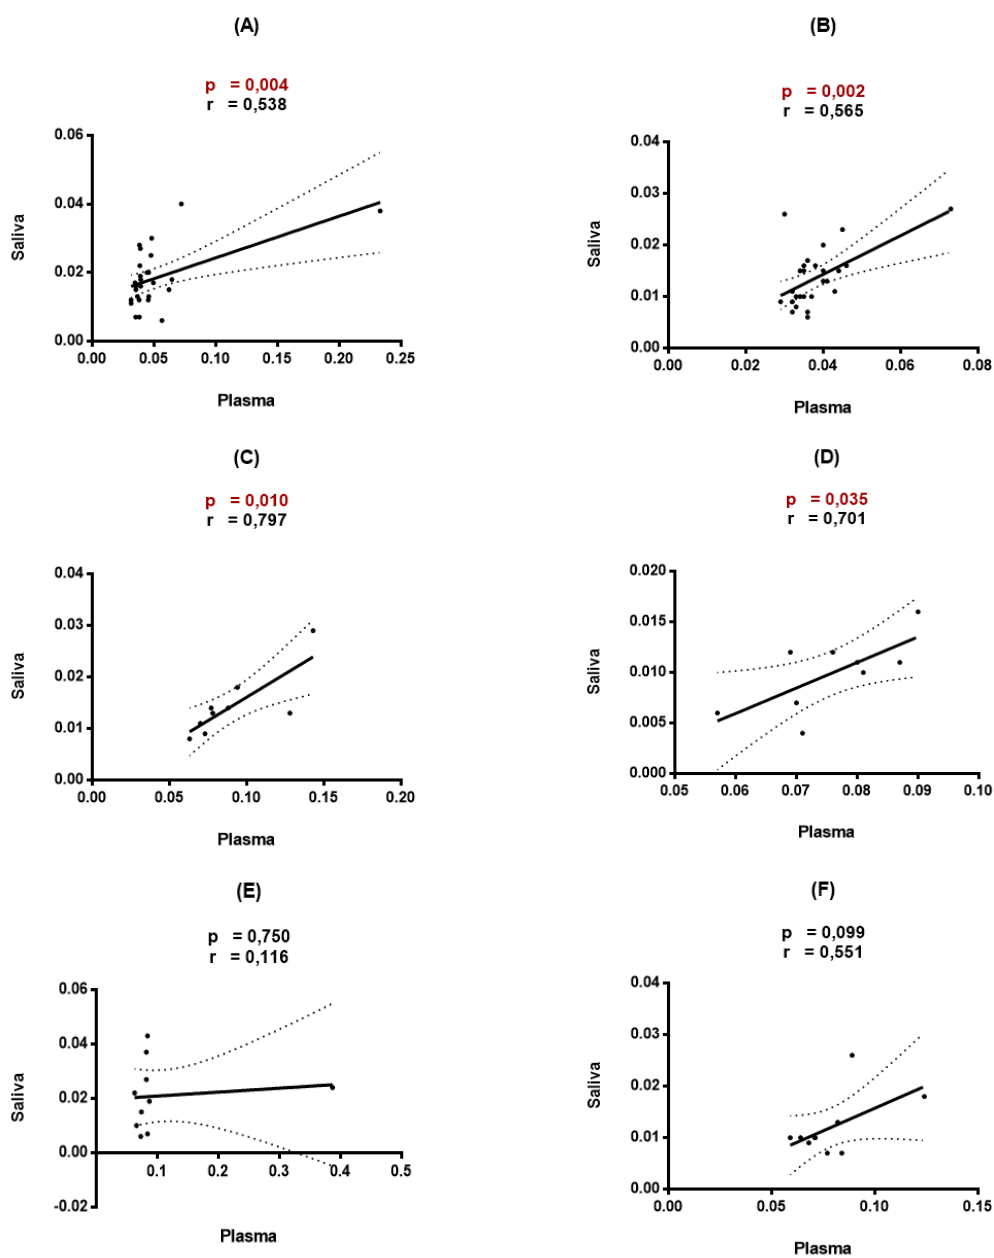 (A)
p = 0,004
r = 0,538
0.06
0.04
0.02
0.00
Saliva
0.00 0.05 0.10 0.15 0.20 0.25
Plasma
(B)
p = 0,002
r = 0,565
0.04
0.03
0.02
0.01
0.00
Saliva
0.00 0.02 0.04 0.06 0.08
Plasma
(C)
p = 0,010
r = 0,797
0.04
0.03
0.02
0.01
0.00
Saliva
0.00 0.05 0.10 0.15 0.20
Plasma
(D)
p = 0,035
r = 0,701
0.020
0.015
0.010
0.005
0.000
Saliva
0.05 0.06 0.07 0.08 0.09 0.10
Plasma
(E)
p = 0,750
r = 0,116
0.06
0.04
0.02
0.00
-0.02
Saliva
0.1 0.2 0.3 0.4 0.5
Plasma
(F)
p = 0,099
r = 0,551
0.04
0.03
0.02
0.01
0.00
Saliva
0.00 0.05 0.10 0.15
Plasma